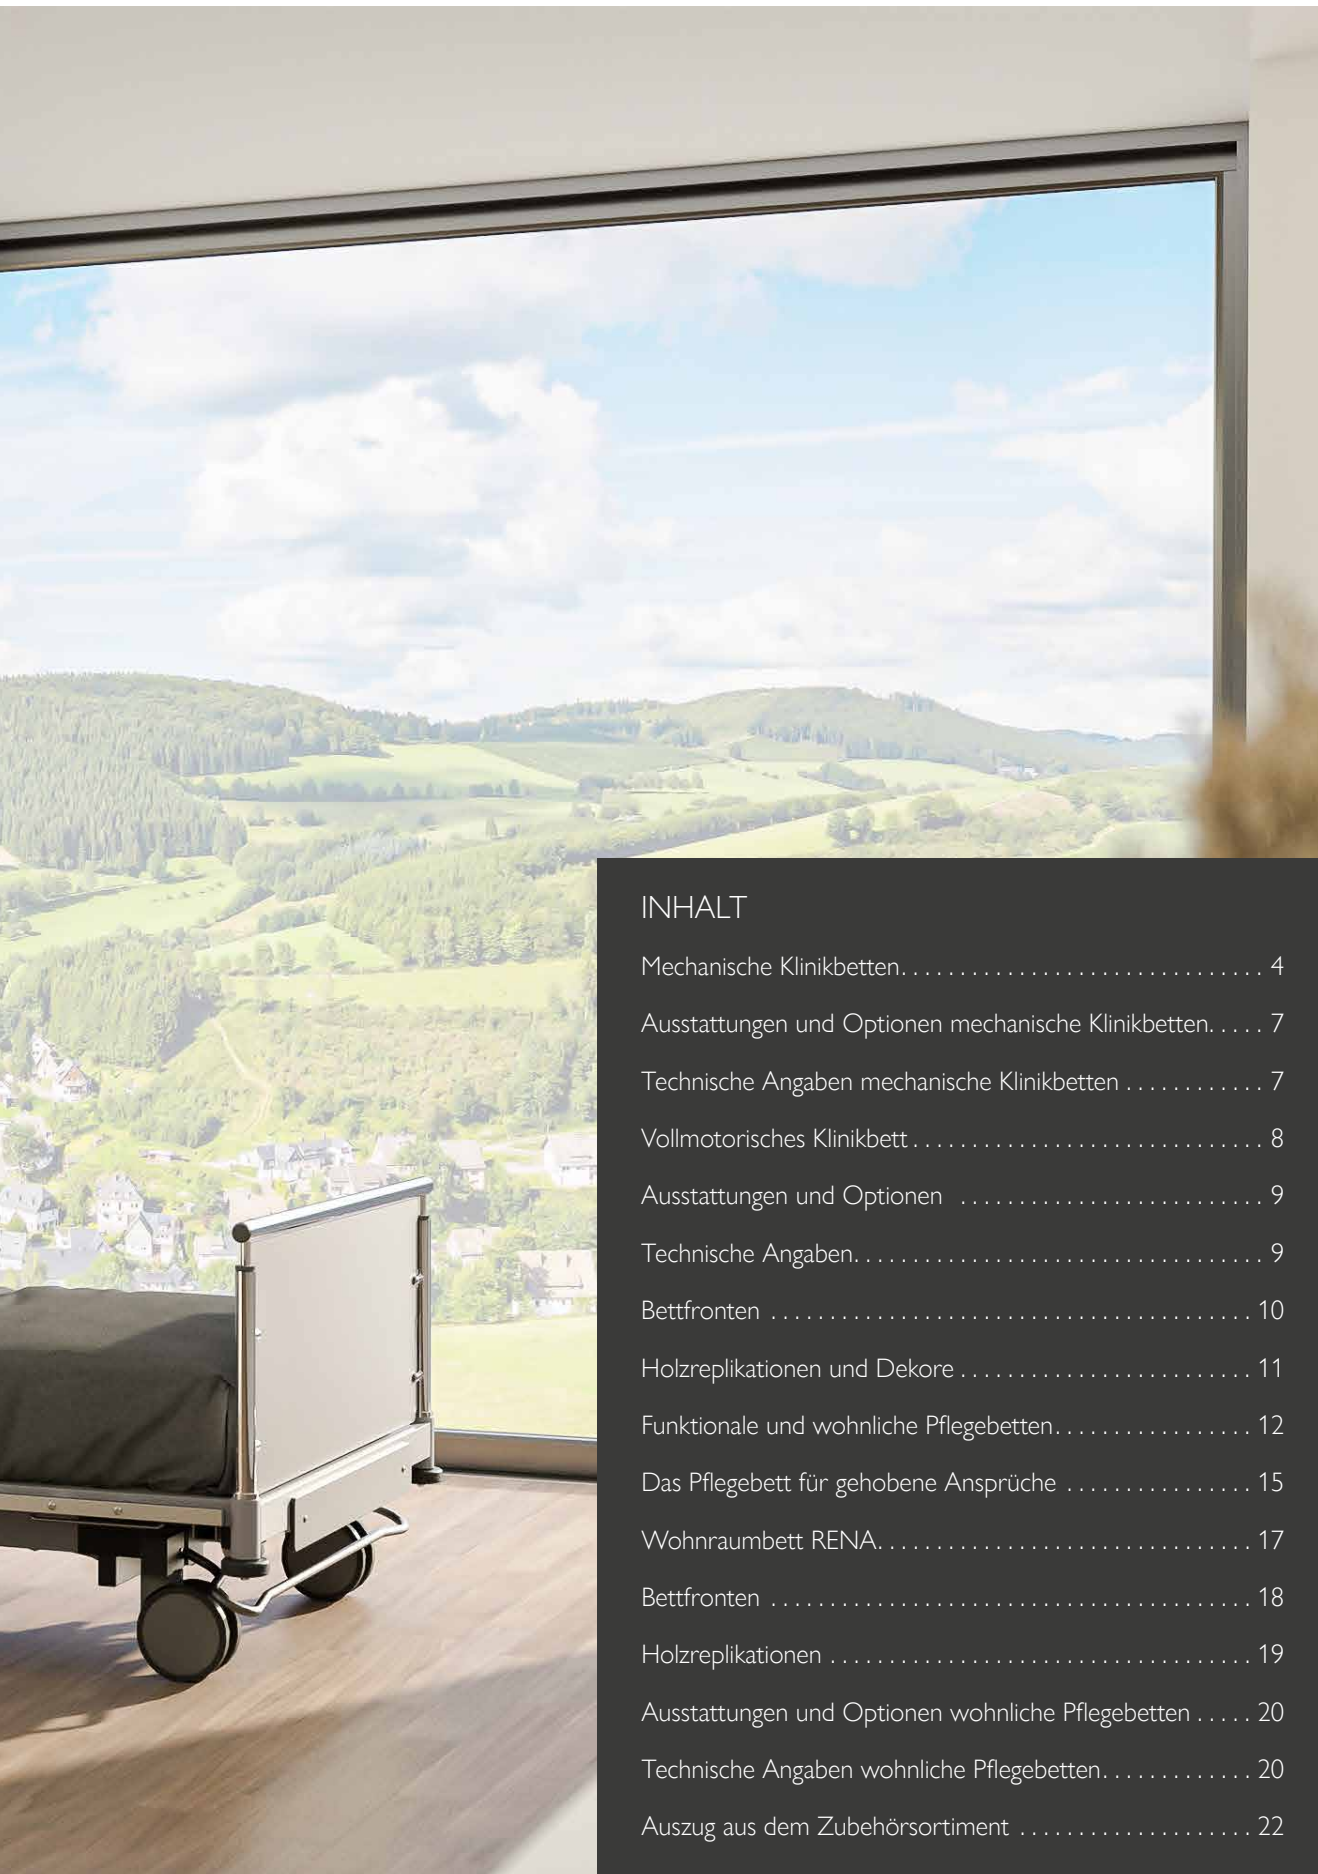 INHALT
Mechanische Klinikbetten. . . . . . . . . . . . . . . . . . . . . . . . . . . . . . . 4
Ausstattungen und Optionen mechanische Klinikbetten. . . . . 7
Technische Angaben mechanische Klinikbetten . . . . . . . . . . . . 7
Vollmotorisches Klinikbett . . . . . . . . . . . . . . . . . . . . . . . . . . . . . . 8
Ausstattungen und Optionen . . . . . . . . . . . . . . . . . . . . . . . . . . 9
Technische Angaben. . . . . . . . . . . . . . . . . . . . . . . . . . . . . . . . . . . 9
Bettfronten . . . . . . . . . . . . . . . . . . . . . . . . . . . . . . . . . . . . . . . . . 10
Holzreplikationen und Dekore . . . . . . . . . . . . . . . . . . . . . . . . . 11
Funktionale und wohnliche Pflegebetten. . . . . . . . . . . . . . . . . 12
Das Pflegebett für gehobene Ansprüche . . . . . . . . . . . . . . . . 15
Wohnraumbett RENA. . . . . . . . . . . . . . . . . . . . . . . . . . . . . . . . 17
Bettfronten . . . . . . . . . . . . . . . . . . . . . . . . . . . . . . . . . . . . . . . . . 18
Holzreplikationen . . . . . . . . . . . . . . . . . . . . . . . . . . . . . . . . . . . . 19
Ausstattungen und Optionen wohnliche Pflegebetten . . . . . 20
Technische Angaben wohnliche Pflegebetten. . . . . . . . . . . . . 20
Auszug aus dem Zubehörsortiment . . . . . . . . . . . . . . . . . . . . 22